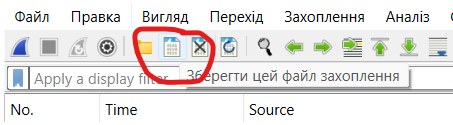 Файл Правка Вигляд Перехід Захоплення Аналіз
Apply a display filter Зберегти цей файл захоплення
No. Time Source